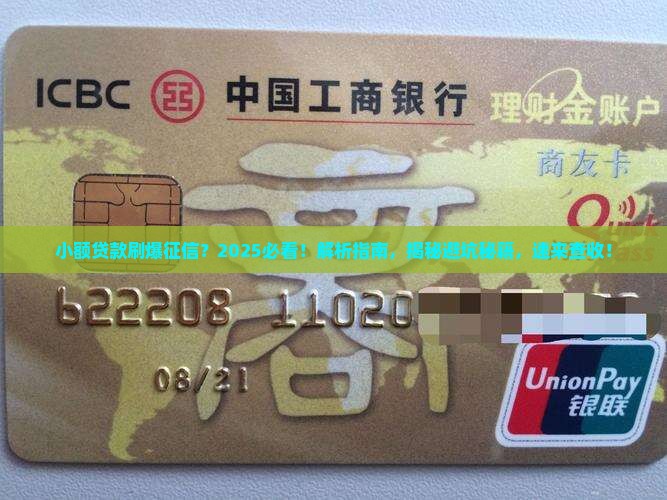 ICBC 中国工商银行 理财金账户
商友卡
Quick
小额贷款刷爆征信？2025必看！解析指南，揭秘避坑秘籍，速来查收！
622208 11020
商
08/21
UnionPay
银联